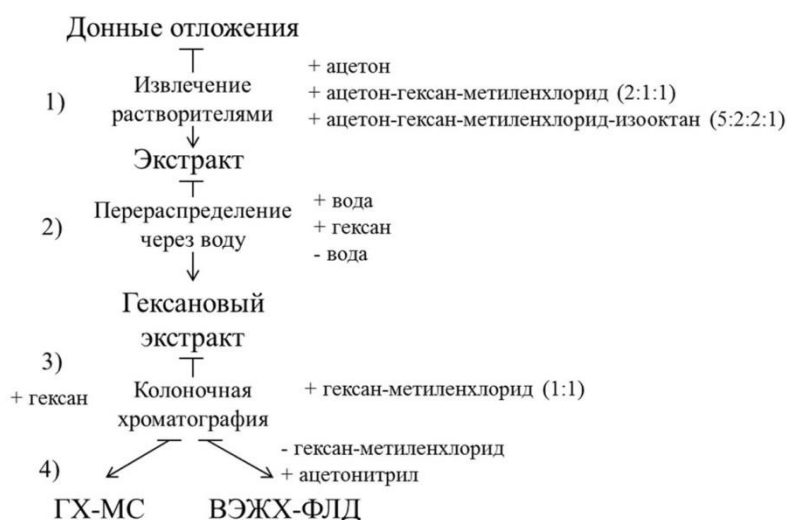 Донные отложения
1)
Извлечение
растворителями
+ ацетон
+ ацетон-гексан-метиленхлорид (2:1:1)
+ ацетон-гексан-метиленхлорид-изооктан (5:2:2:1)
Экстракт
2)
Перераспределение
через воду
+ вода
+ гексан
- вода
Гексановый
экстракт
3)
+ гексан
Колоночная
хроматография
+ гексан-метиленхлорид (1:1)
4)
- гексан-метиленхлорид
+ ацетонитрил
ГХ-МС
ВЭЖХ-ФЛД